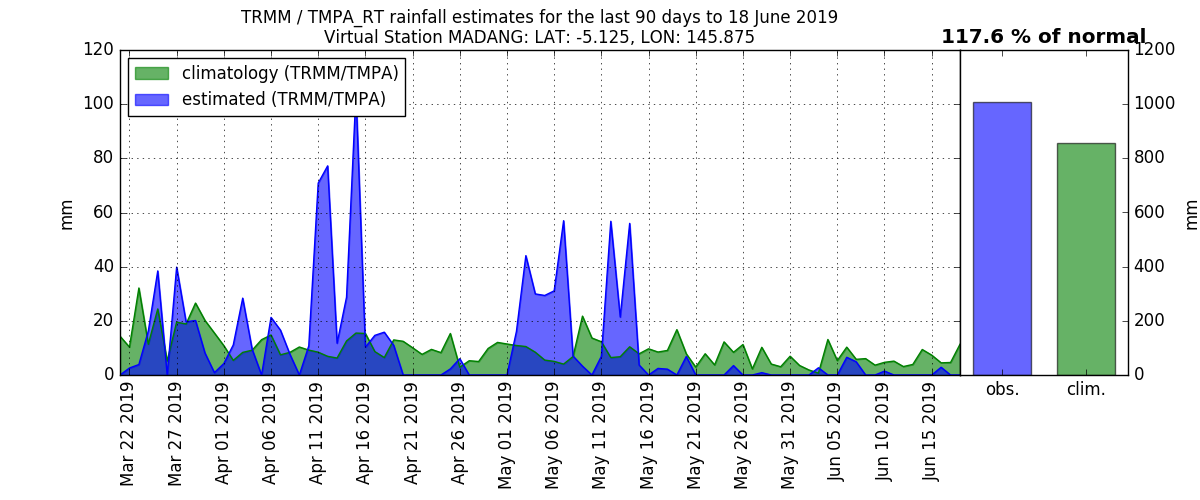 TRMM / TMPA_RT rainfall estimates for the last 90 days to 18 June 2019
Virtual Station MADANG: LAT: -5.125, LON: 145.875
117.6 % of normal
climatology (TRMM/TMPA)
estimated (TRMM/TMPA)
120
100
80
60
40
20
0
mm
1200
1000
800
600
400
200
0
mm
Mar 22 2019
Mar 27 2019
Apr 01 2019
Apr 06 2019
Apr 11 2019
Apr 16 2019
Apr 21 2019
Apr 26 2019
May 01 2019
May 06 2019
May 11 2019
May 16 2019
May 21 2019
May 26 2019
May 31 2019
Jun 05 2019
Jun 10 2019
Jun 15 2019
obs.
clim.